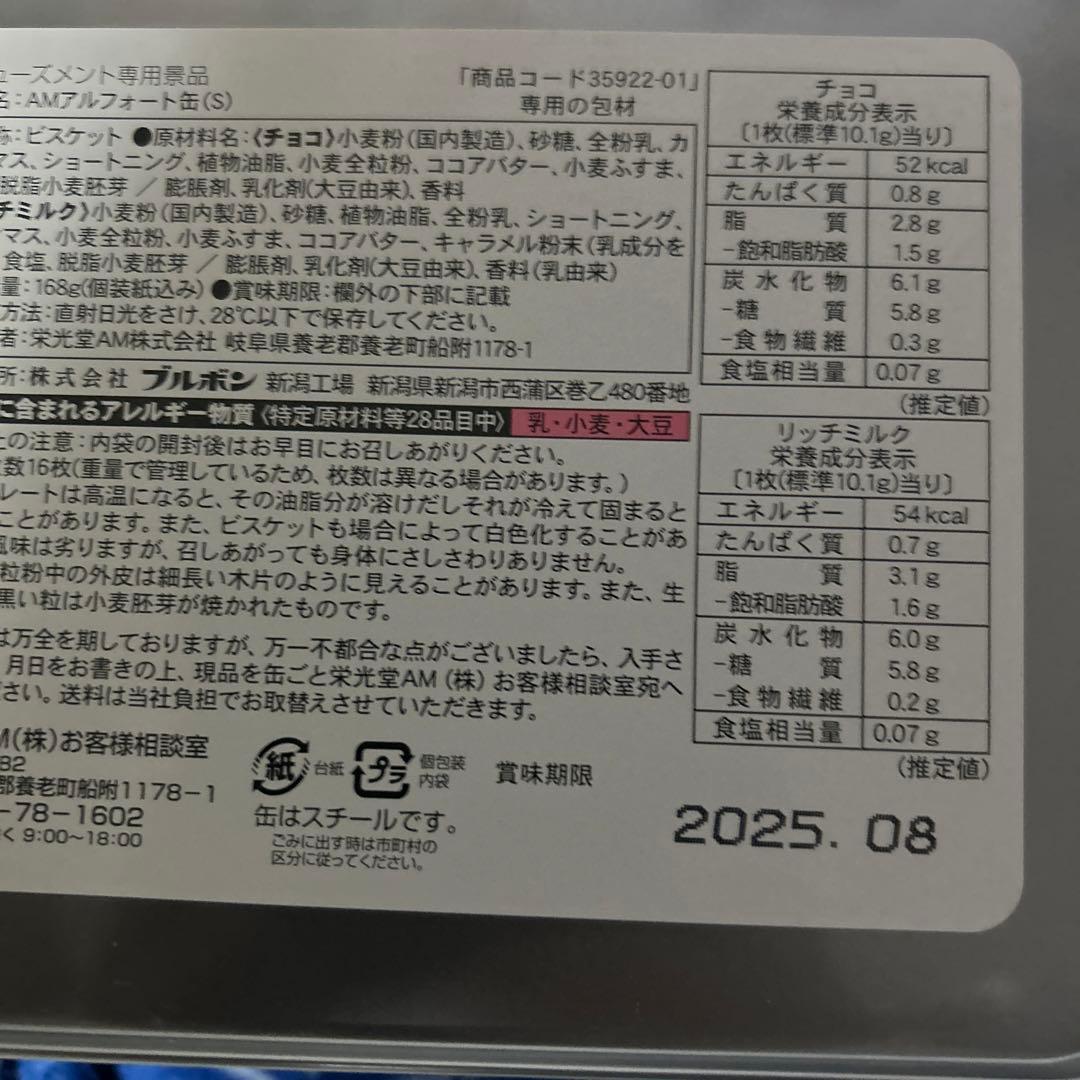 ューズメント専用景品
名：AMアルフォート缶(S)
「商品コード35922-01」
専用の包材
称：ビスケット ●原材料名：《チョコ》小麦粉(国内製造)、砂糖、全粉乳、カ
マス、ショートニング、植物油脂、小麦全粒粉、ココアバター、小麦ふすま、
脱脂小麦胚芽 ／ 膨脹剤、乳化剤(大豆由来)、香料
チミルク》小麦粉(国内製造)、砂糖、植物油脂、全粉乳、ショートニング、
マス、小麦全粒粉、小麦ふすま、ココアバター、キャラメル粉末(乳成分を
食塩、脱脂小麦胚芽 ／ 膨脹剤、乳化剤(大豆由来)、香料(乳由来)
量：168g(個装紙込み) ●賞味期限：欄外の下部に記載
方法：直射日光をさけ、28℃以下で保存してください。
者：栄光堂AM株式会社 岐阜県養老郡養老町船附1178-1
所：株式会社 ブルボン 新潟工場 新潟県新潟市西蒲区巻乙480番地
に含まれるアレルギー物質〈特定原材料等28品目中〉 乳・小麦・大豆
上の注意：内袋の開封後はお早目にお召しあがりください。
数16枚(重量で管理しているため、枚数は異なる場合があります。)
レートは高温になると、その油脂分が溶けだしそれが冷えて固まると
ことがあります。また、ビスケットも場合によって白色化することがあ
風味は劣りますが、召しあがっても身体にさしさわりありません。
粒粉中の外皮は細長い木片のように見えることがあります。また、生
黒い粒は小麦胚芽が焼かれたものです。
は万全を期しておりますが、万一不都合な点がございましたら、入手さ
月日をお書きの上、現品を缶ごと栄光堂AM（株）お客様相談室宛へ
さい。送料は当社負担でお取替えさせていただきます。
M(株)お客様相談室
82
郡養老町船附1178-1
-78-1602
く 9:00〜18:00
紙 台紙
プラ 個包装
内袋
缶はスチールです。
ごみに出す時は市町村の
区分に従ってください。
賞味期限
2025. 08
チョコ
栄養成分表示
〔1枚(標準10.1g)当り〕
エネルギー 52kcal
たんぱく質 0.8g
脂質 2.8g
-飽和脂肪酸 1.5g
炭水化物 6.1g
-糖質 5.8g
-食物繊維 0.3g
食塩相当量 0.07g
(推定値)
リッチミルク
栄養成分表示
〔1枚(標準10.1g)当り〕
エネルギー 54kcal
たんぱく質 0.7g
脂質 3.1g
-飽和脂肪酸 1.6g
炭水化物 6.0g
-糖質 5.8g
-食物繊維 0.2g
食塩相当量 0.07g
(推定値)